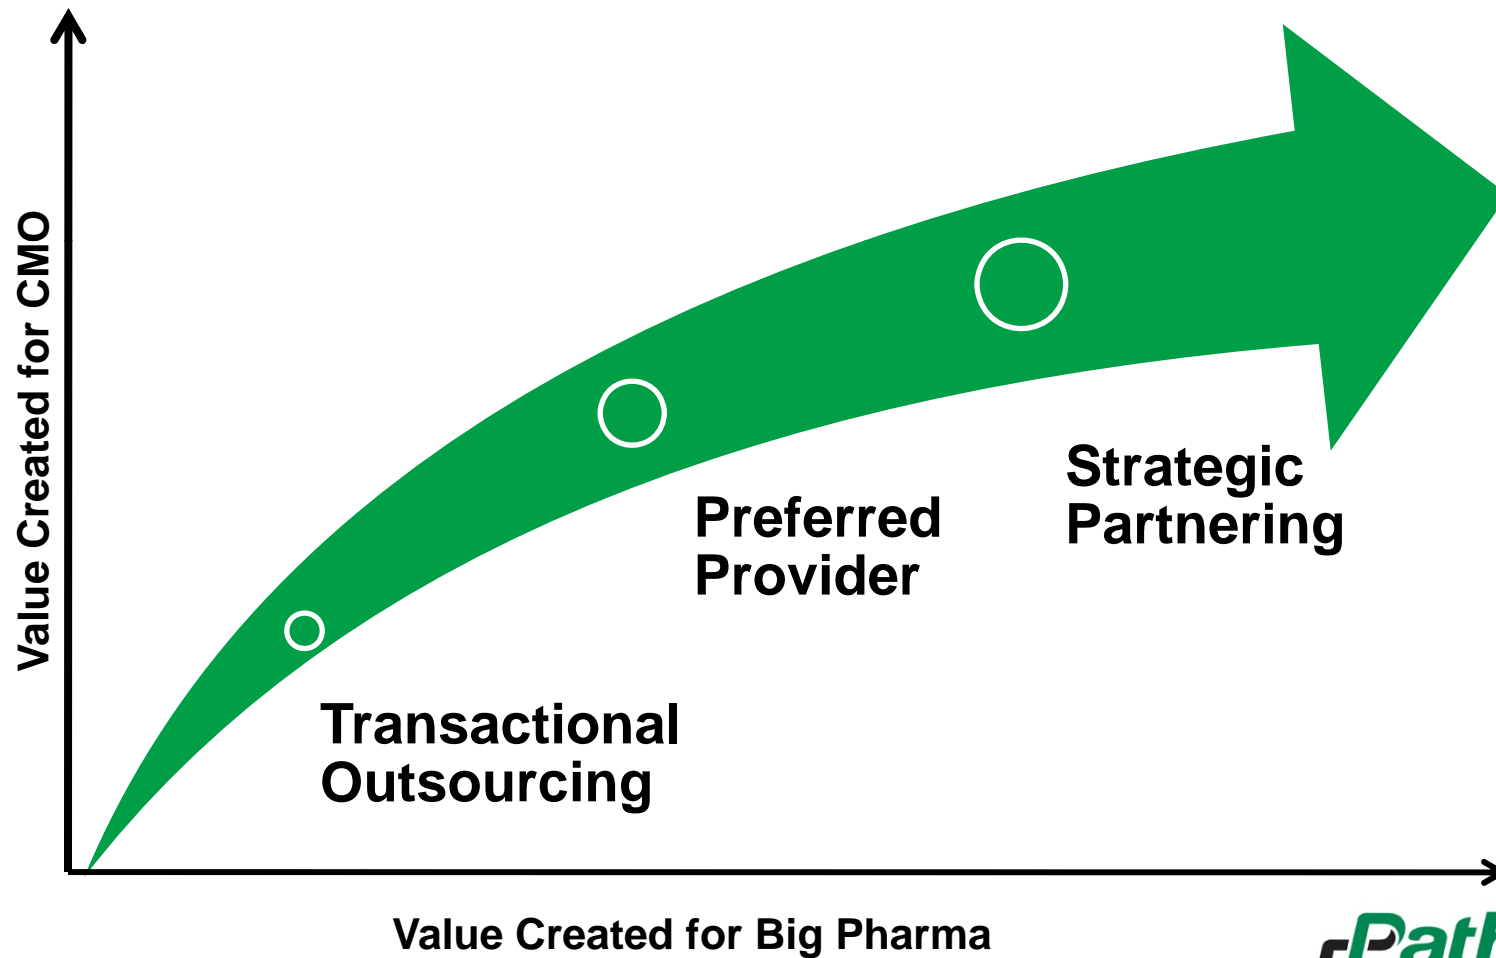 Value Created for CMO
Strategic
Partnering
Preferred
Provider
Transactional
Outsourcing
Value Created for Big Pharma